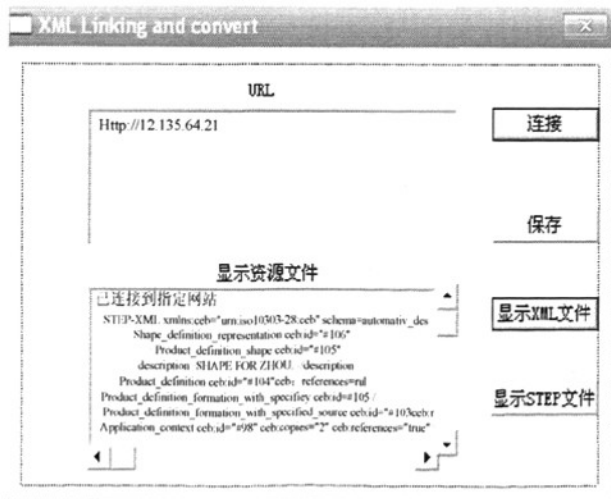 XML Linking and convert
URL
Http://12.135.64.21
连接
保存
显示资源文件
已连接到指定网站
STEP-XML xmlns:ceb="urn:iso10303-28:ceb" schema=automativ_des
Shape_definition_representation ceb:id="#106"
Product_definition_shape ceb:id="#105"
description SHAPE FOR ZHOU. /description
Product_definition ceb:id="#104"ceb: references=rul
Product_definition_formation_with_specifiey ceb:id=#105 /
Product_definition_formation_with_specified_source ceb:id="#103ceb:r
Application_context ceb:id="#98" ceb:copies="2" ceb:references="true"
显示XML文件
显示STEP文件